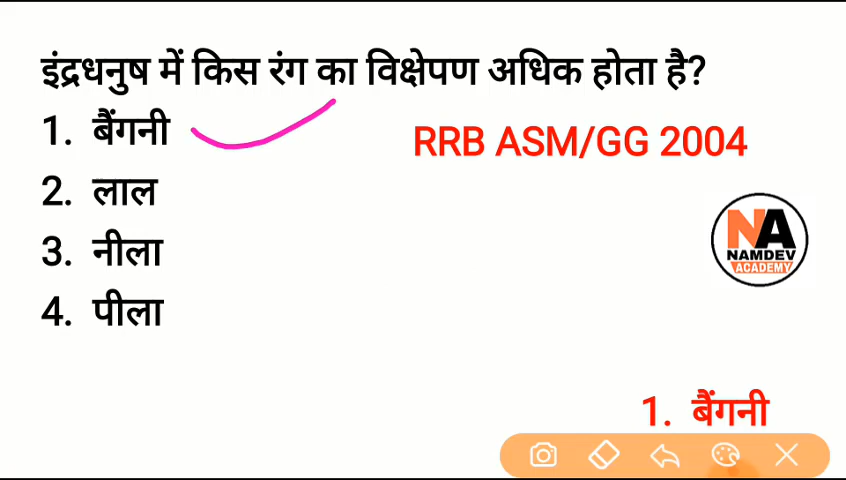 इंद्रधनुष में किस रंग का विक्षेपण अधिक होता है?
1. बैंगनी
RRB ASM/GG 2004
2. लाल
3. नीला
4. पीला
NA
NAMDEV
ACADEMY
1. बैंगनी